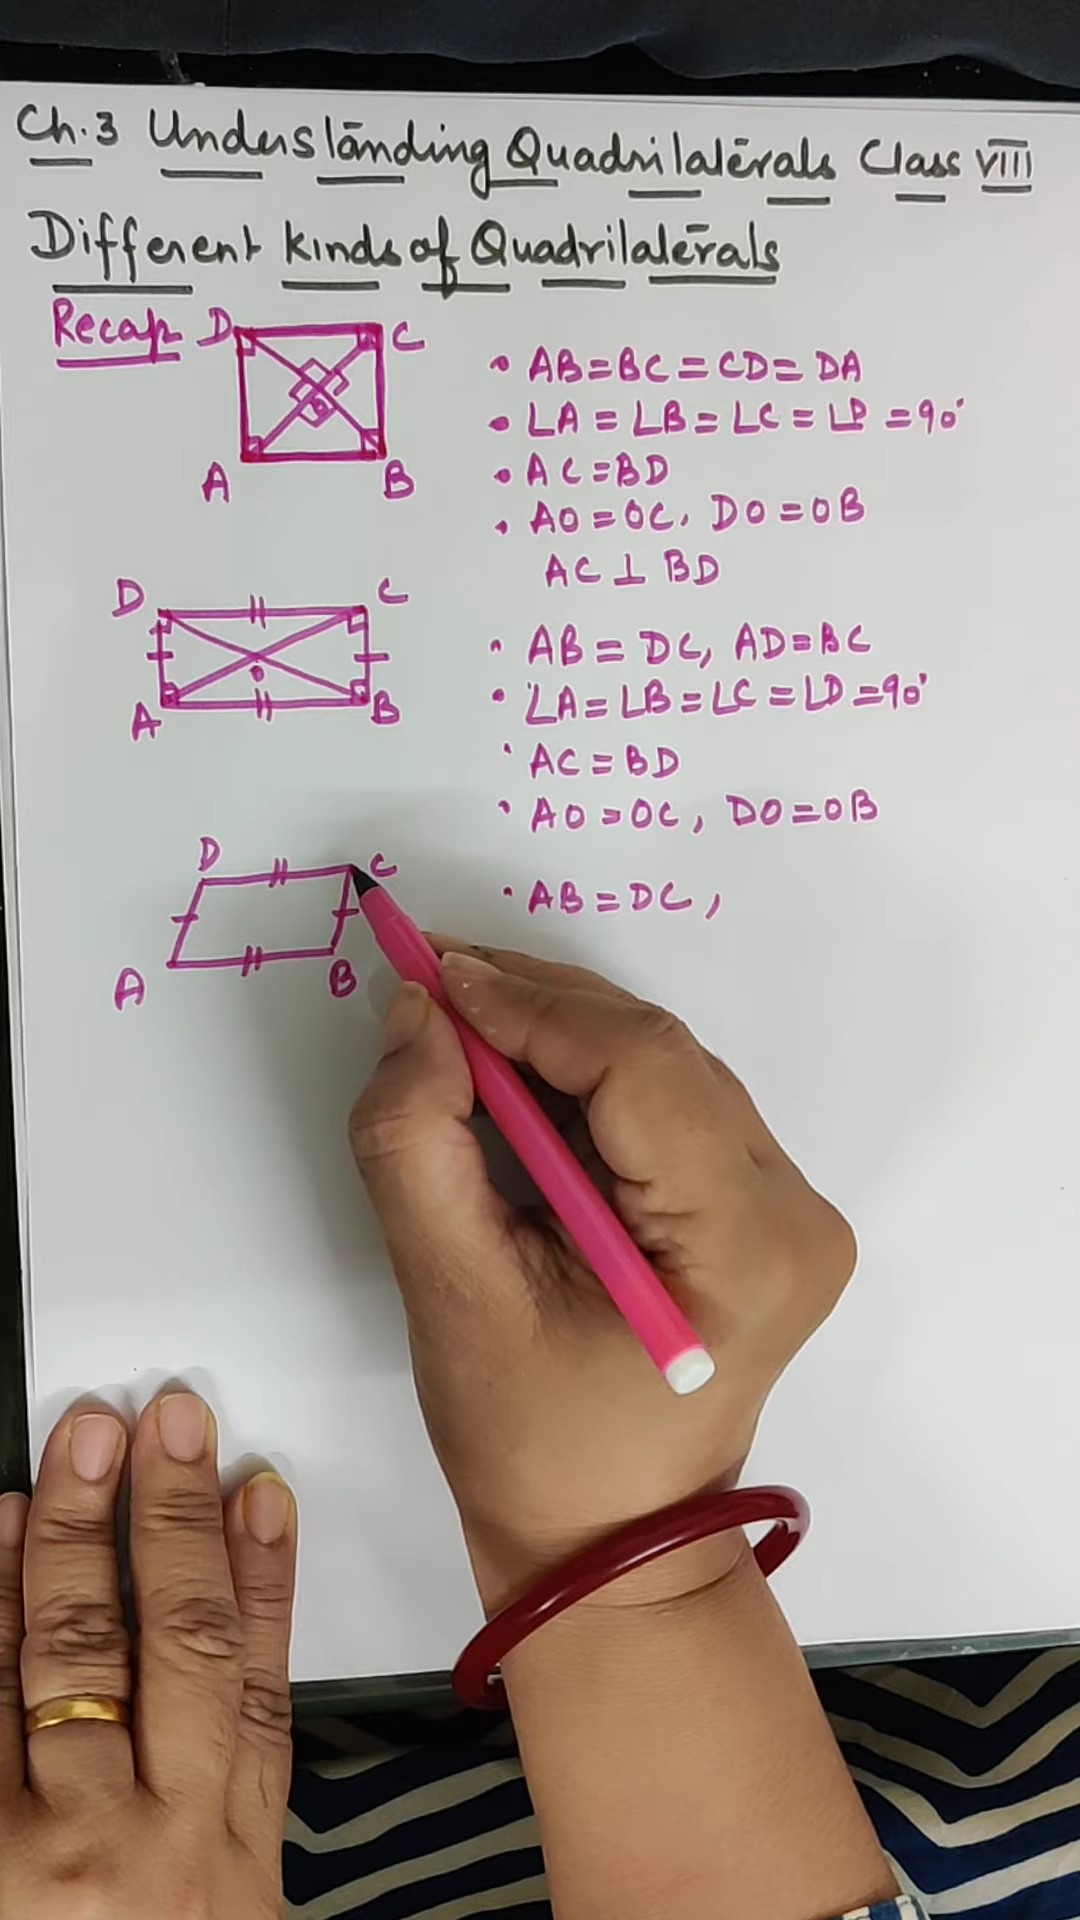 Ch.3 Understanding Quadrilaterals Class VIII
Different kinds of Quadrilaterals
Recap
D C
A B
• AB = BC = CD = DA
• ∠A = ∠B = ∠C = ∠D = 90°
• AC = BD
• AO = OC, DO = OB
AC ⊥ BD
D C
A B
• AB = DC, AD = BC
• ∠A = ∠B = ∠C = ∠D = 90°
• AC = BD
• AO = OC, DO = OB
D C
A B
• AB = DC,